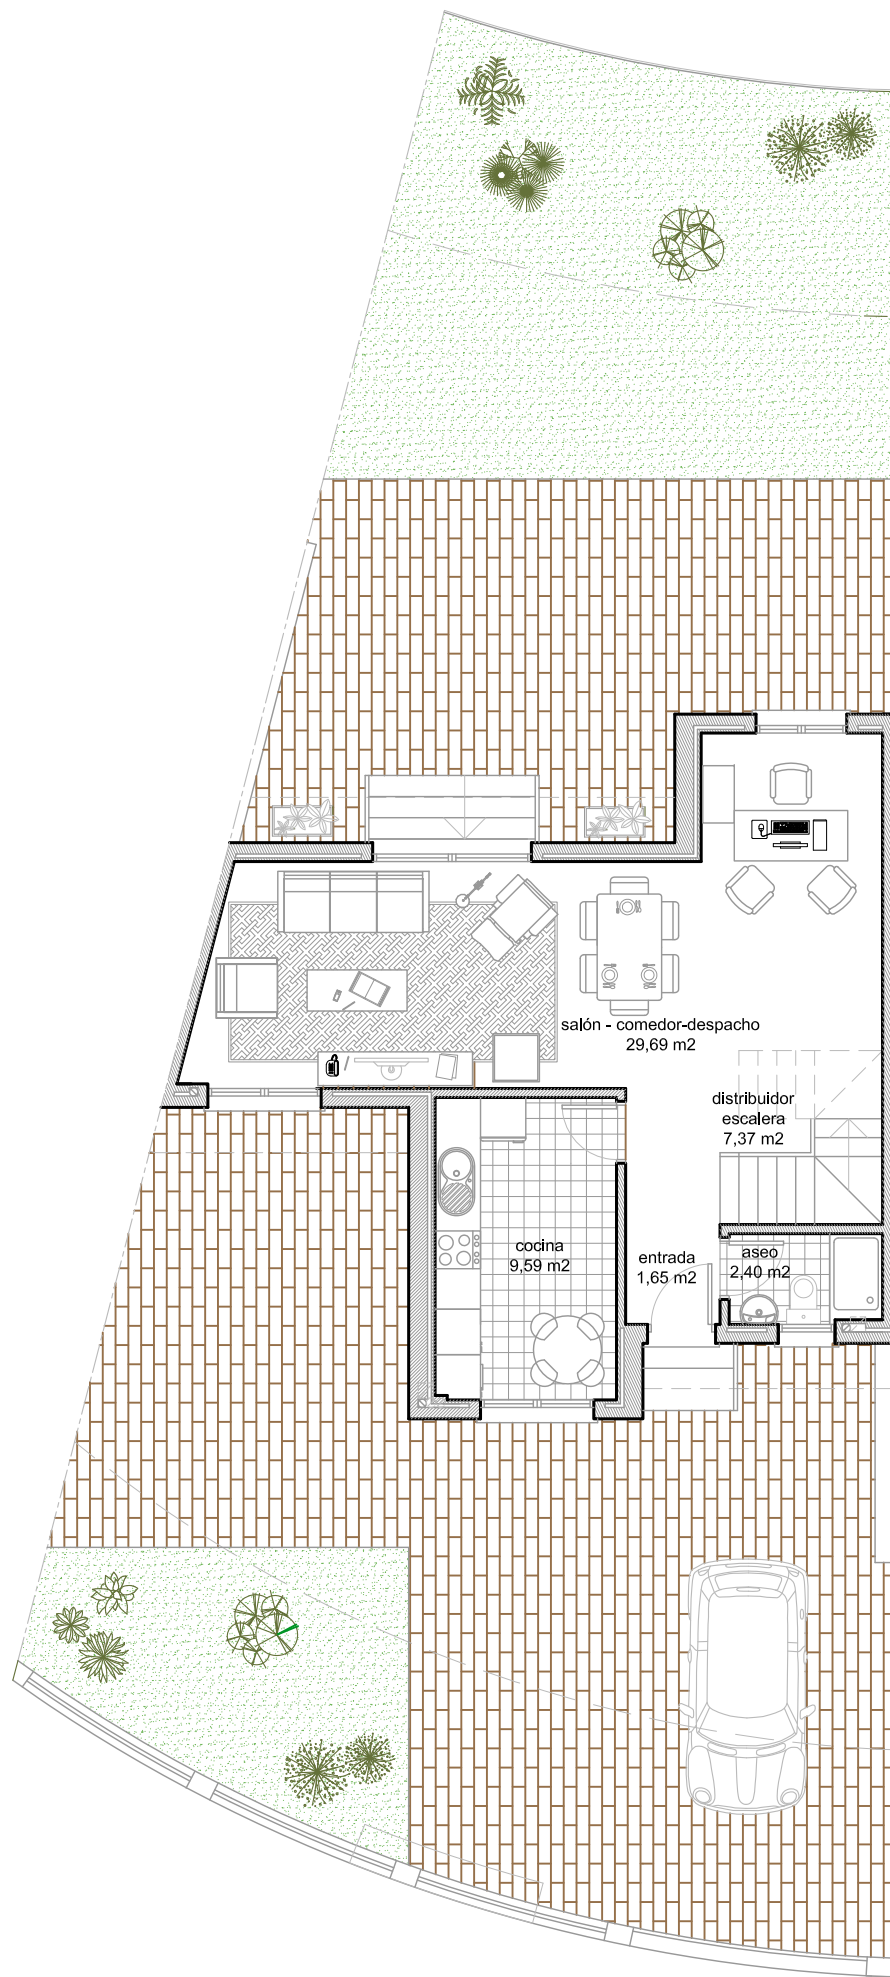 salón - comedor-despacho
29,69 m2
distribuidor
escalera
7,37 m2
cocina
9,59 m2
entrada
1,65 m2
aseo
2,40 m2